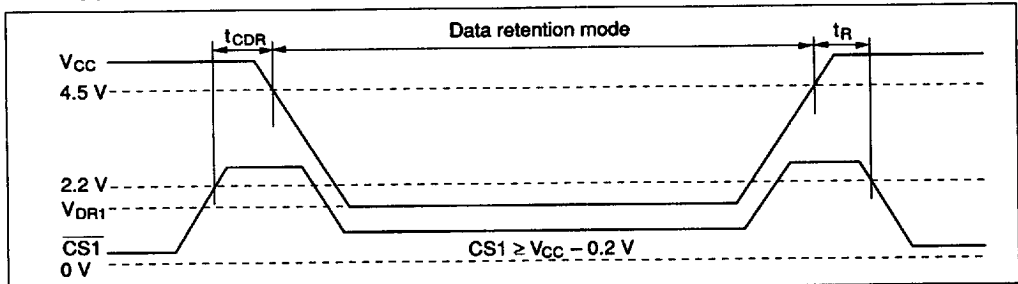 tCDR
Data retention mode
tR
VCC
4.5 V
2.2 V
VDR1
CS1
CS1 ≥ VCC – 0.2 V
0 V